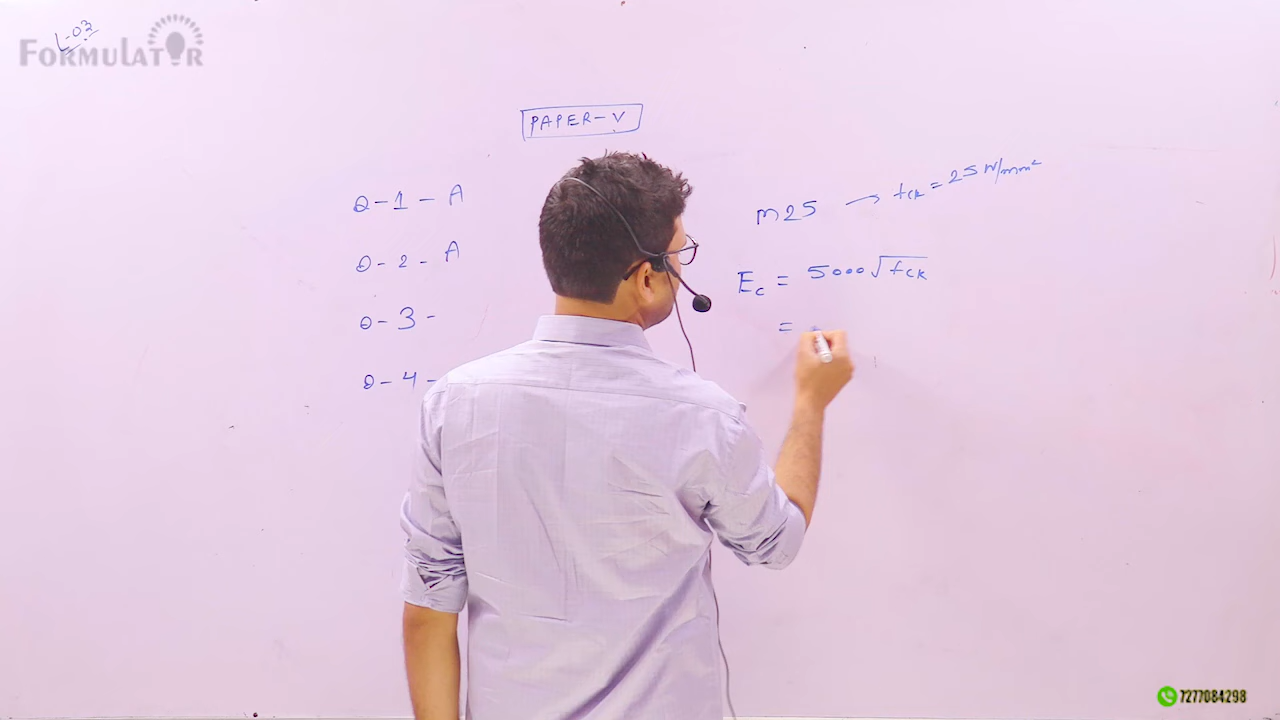 L-03
FORMULATOR
PAPER-V
Q-1-A
Q-2-A
Q-3-
Q-4-
M25 → fck = 25 N/mm²
Ec = 5000√fck
=
7277084298